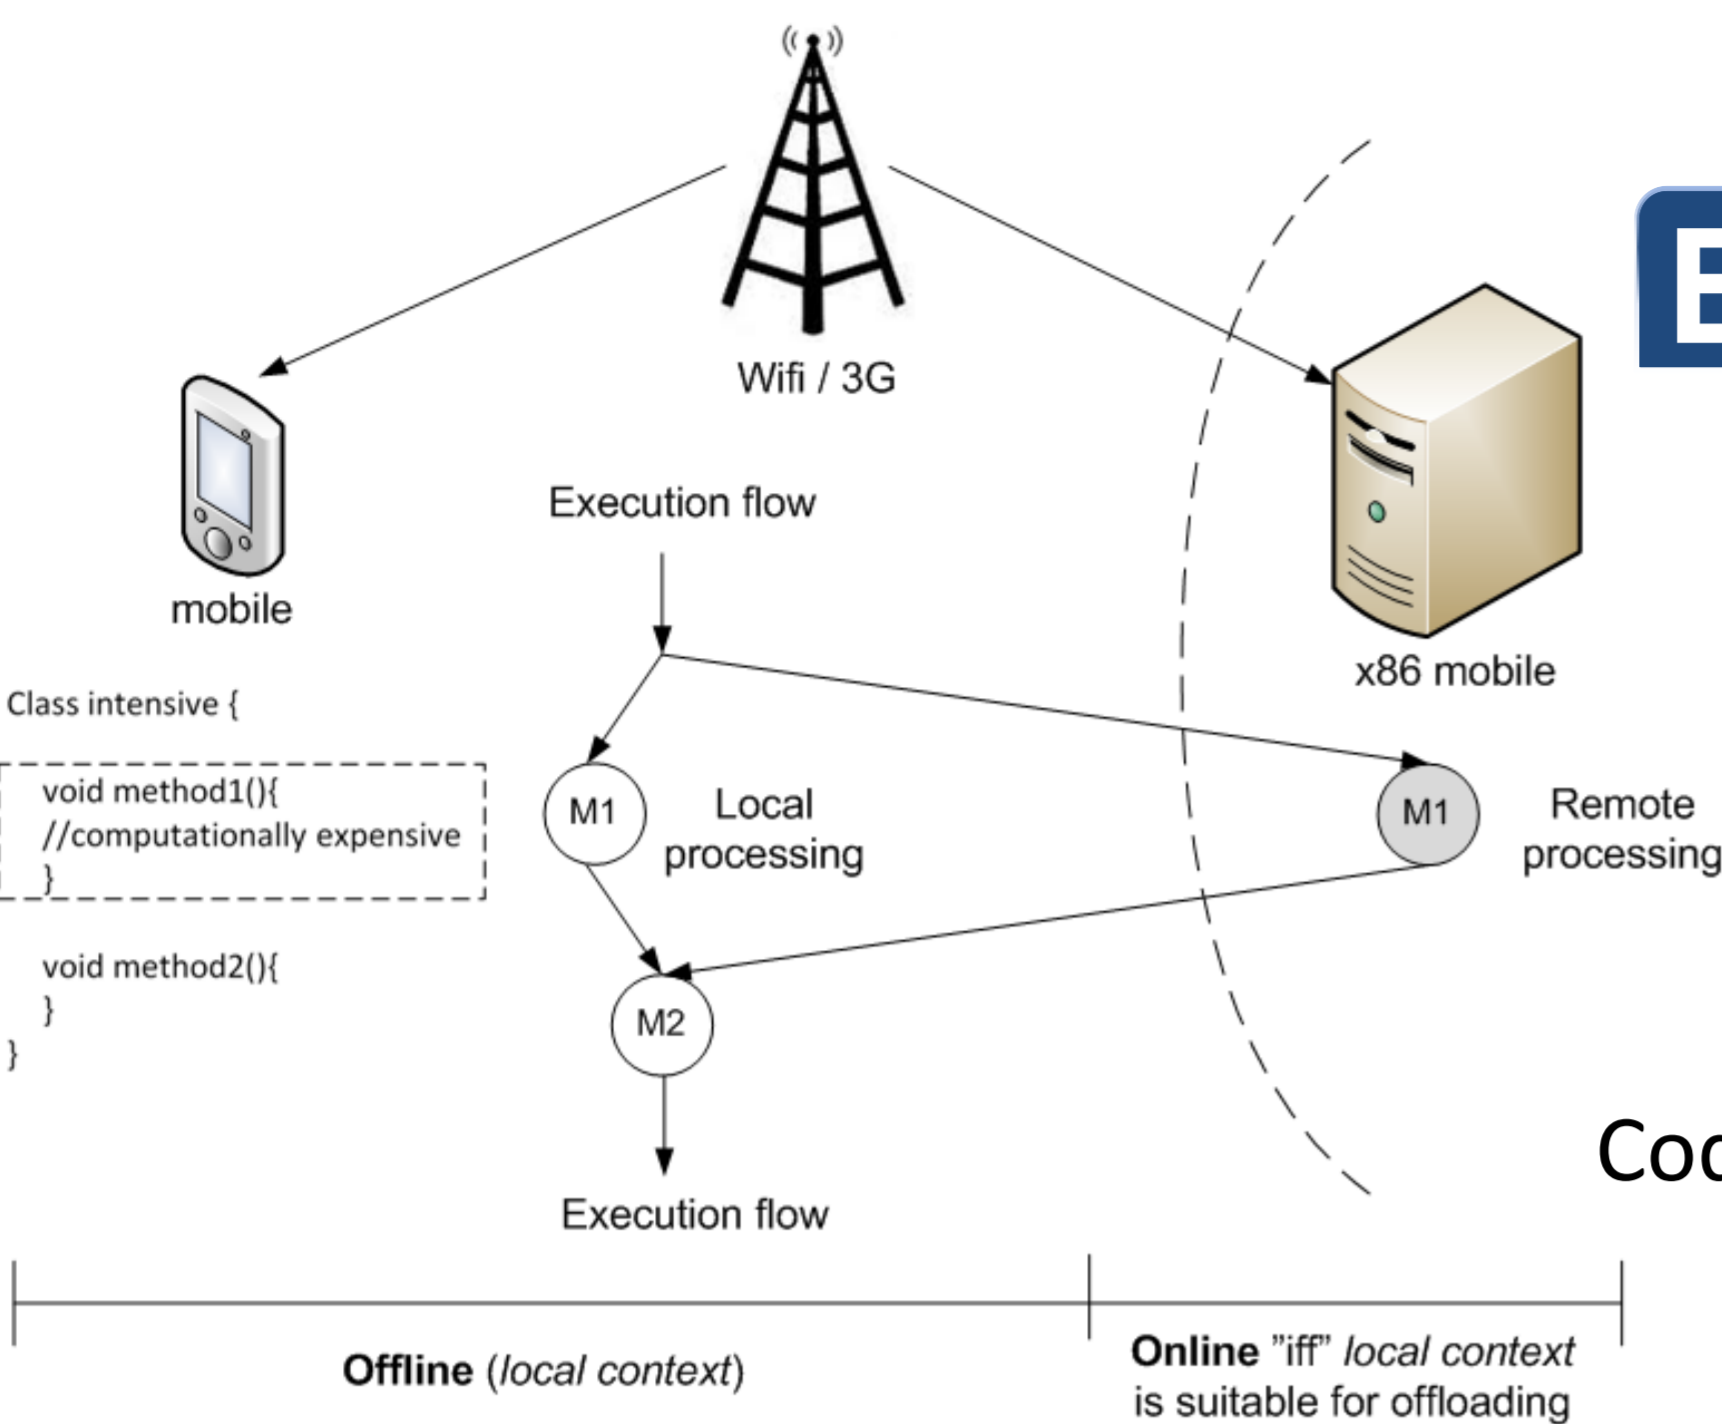 Wifi / 3G
Execution flow
mobile
x86 mobile
Class intensive {
void method1(){
//computationally expensive
}
void method2(){
}
}
M1
Local
processing
M1
Remote
processing
M2
Execution flow
Offline (local context)
Online ”iff” local context
is suitable for offloading